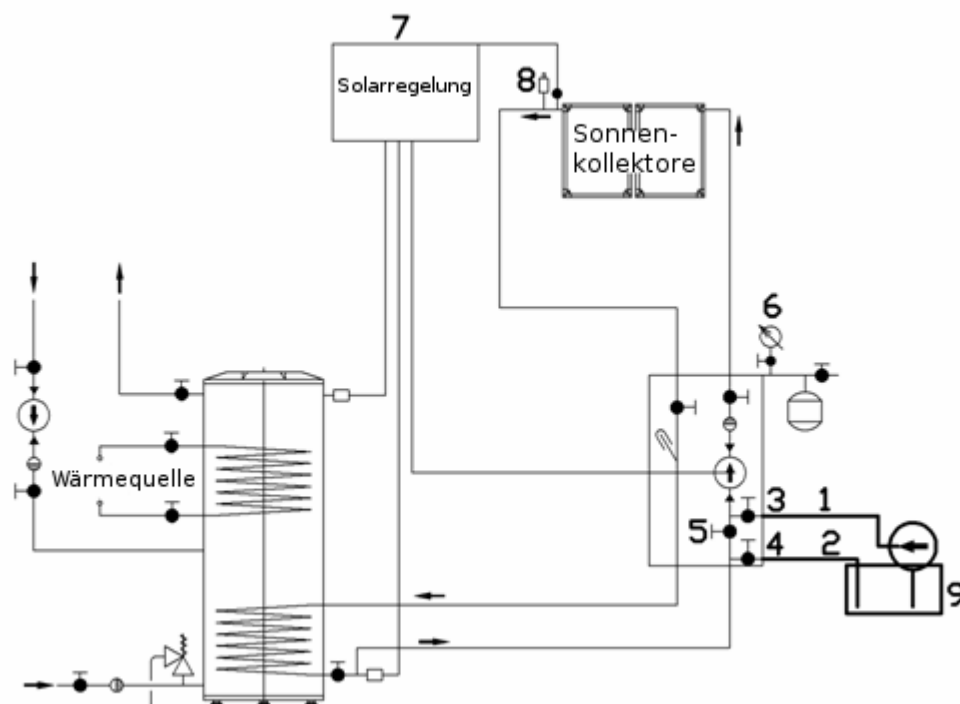 7
Solarregelung
8
Sonnen-
kollektore
6
Wärmequelle
3 1
5
4 2
9